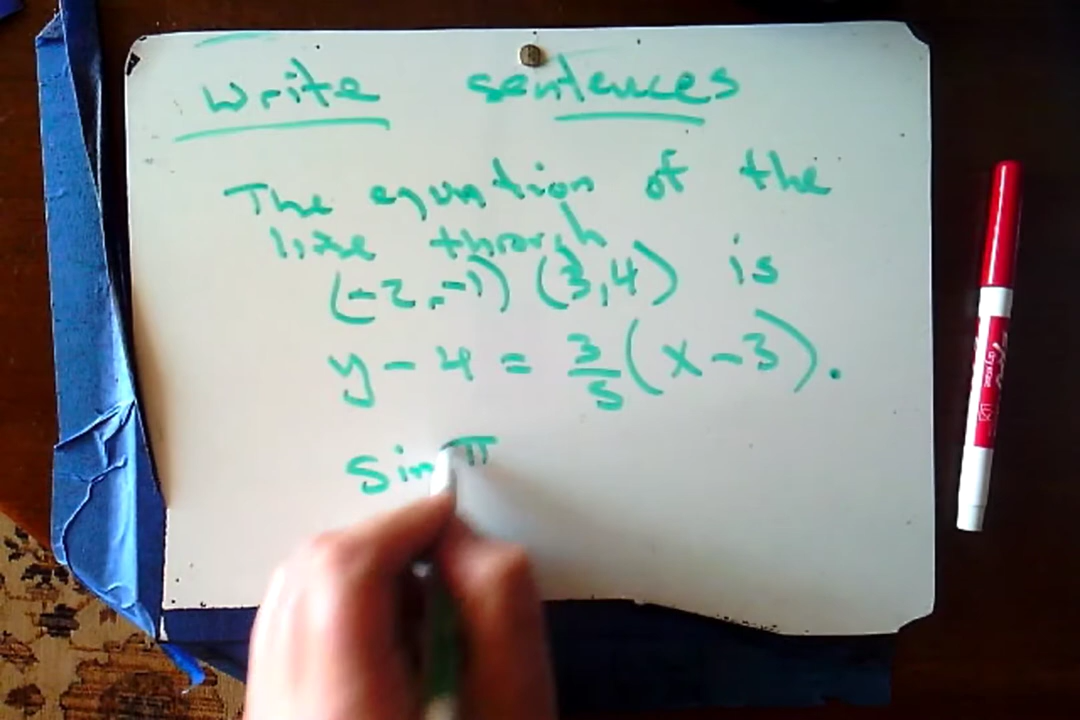 Write sentences
The equation of the
line through
(-2,-1) (3,4) is
y - 4 = 3/5 (x - 3).
sin π